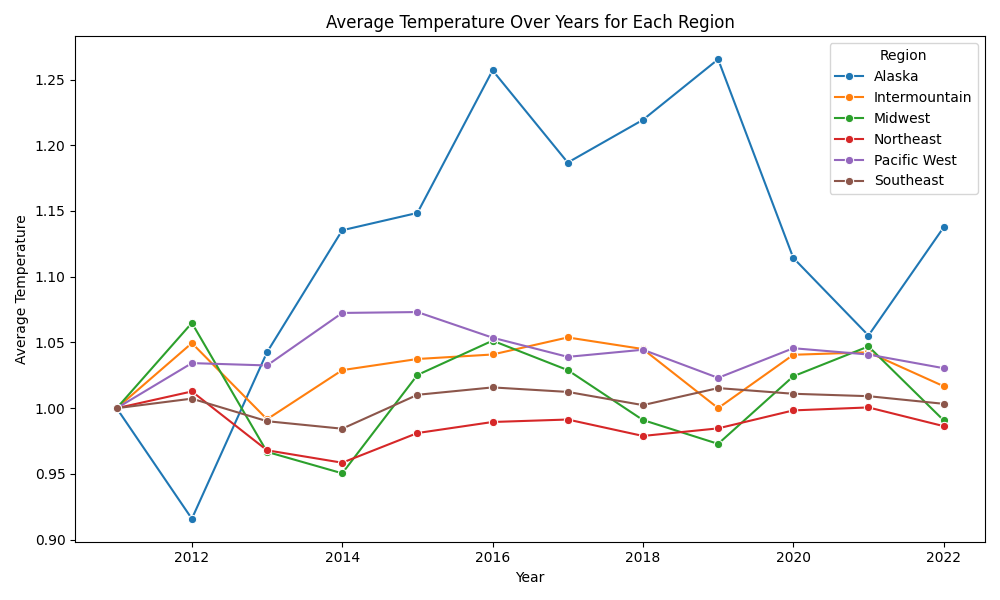 Average Temperature Over Years for Each Region
Average Temperature
1.25
1.20
1.15
1.10
1.05
1.00
0.95
0.90
Region
Alaska
Intermountain
Midwest
Northeast
Pacific West
Southeast
2012
2014
2016
2018
2020
2022
Year